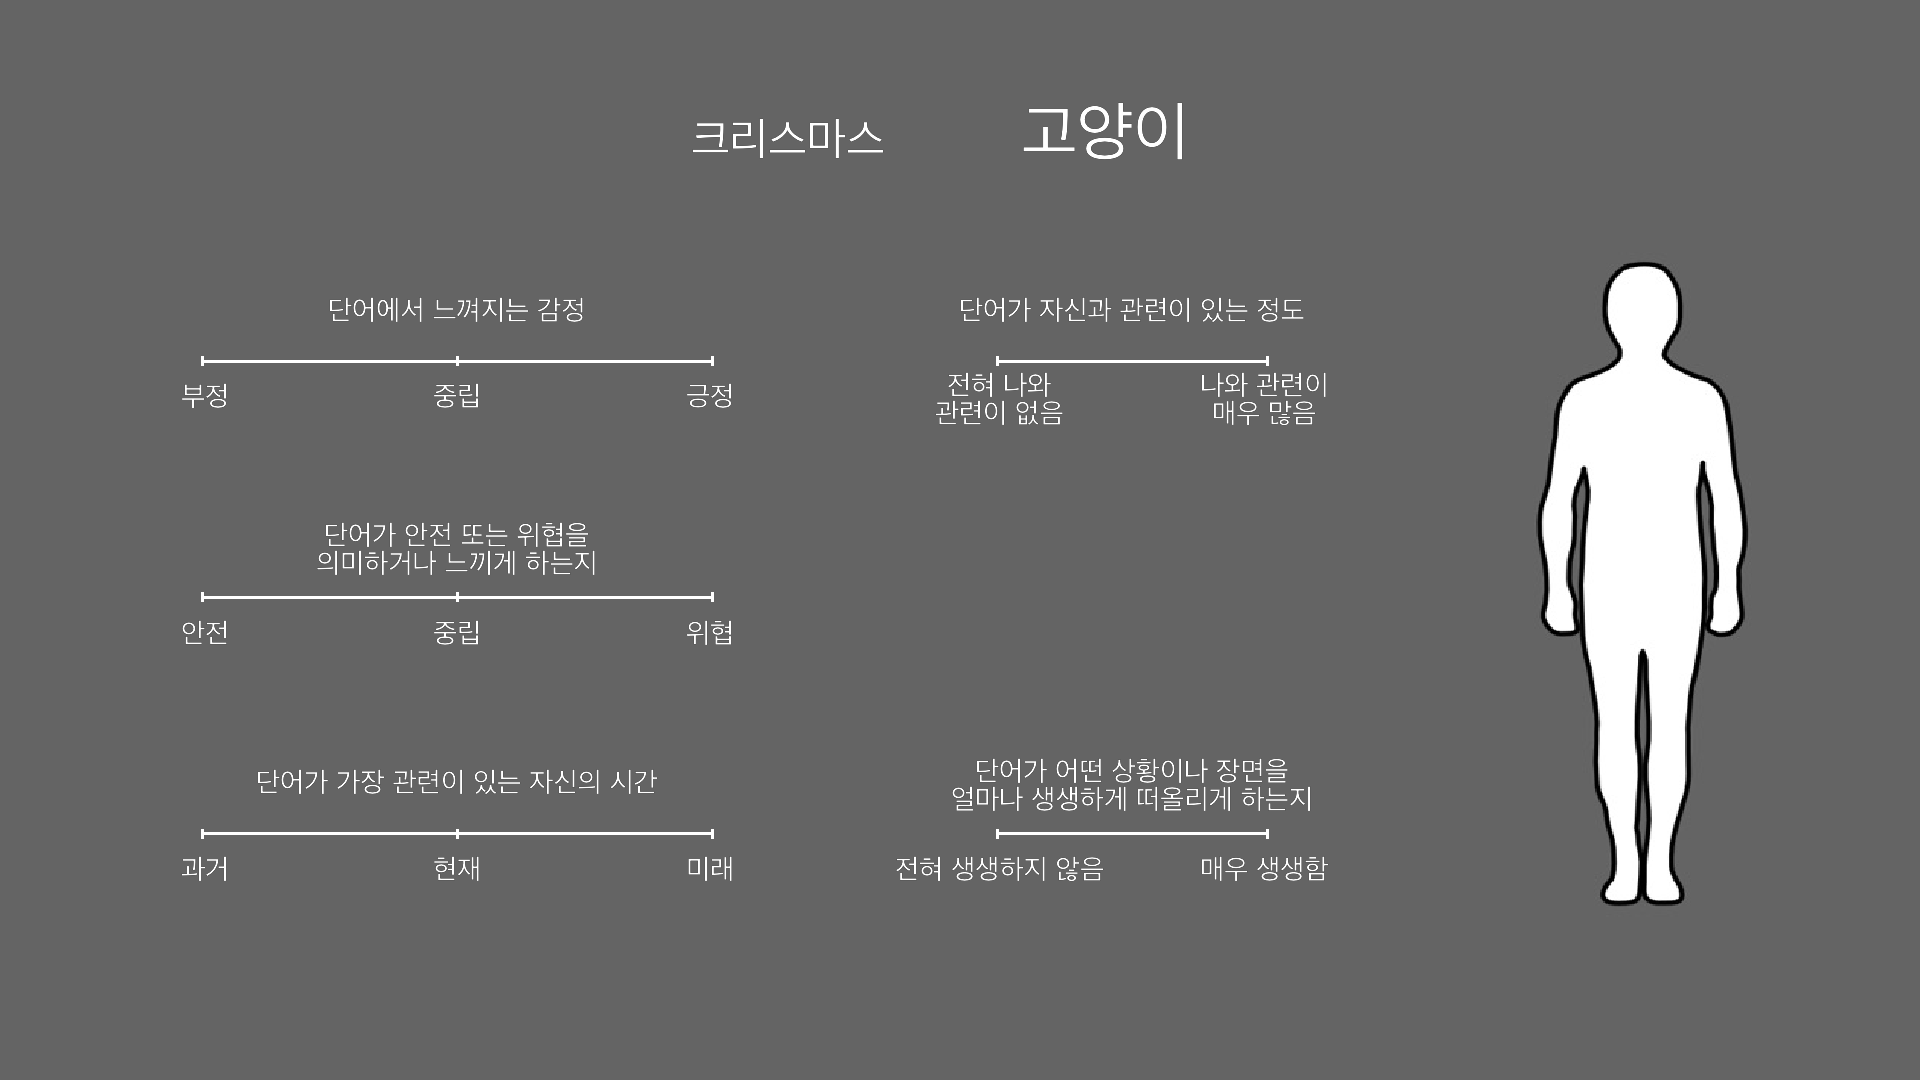 크리스마스 고양이
단어에서 느껴지는 감정
부정 중립 긍정
단어가 자신과 관련이 있는 정도
전혀 나와
관련이 없음
나와 관련이
매우 많음
단어가 안전 또는 위협을
의미하거나 느끼게 하는지
안전 중립 위협
단어가 가장 관련이 있는 자신의 시간
과거 현재 미래
단어가 어떤 상황이나 장면을
얼마나 생생하게 떠올리게 하는지
전혀 생생하지 않음 매우 생생함